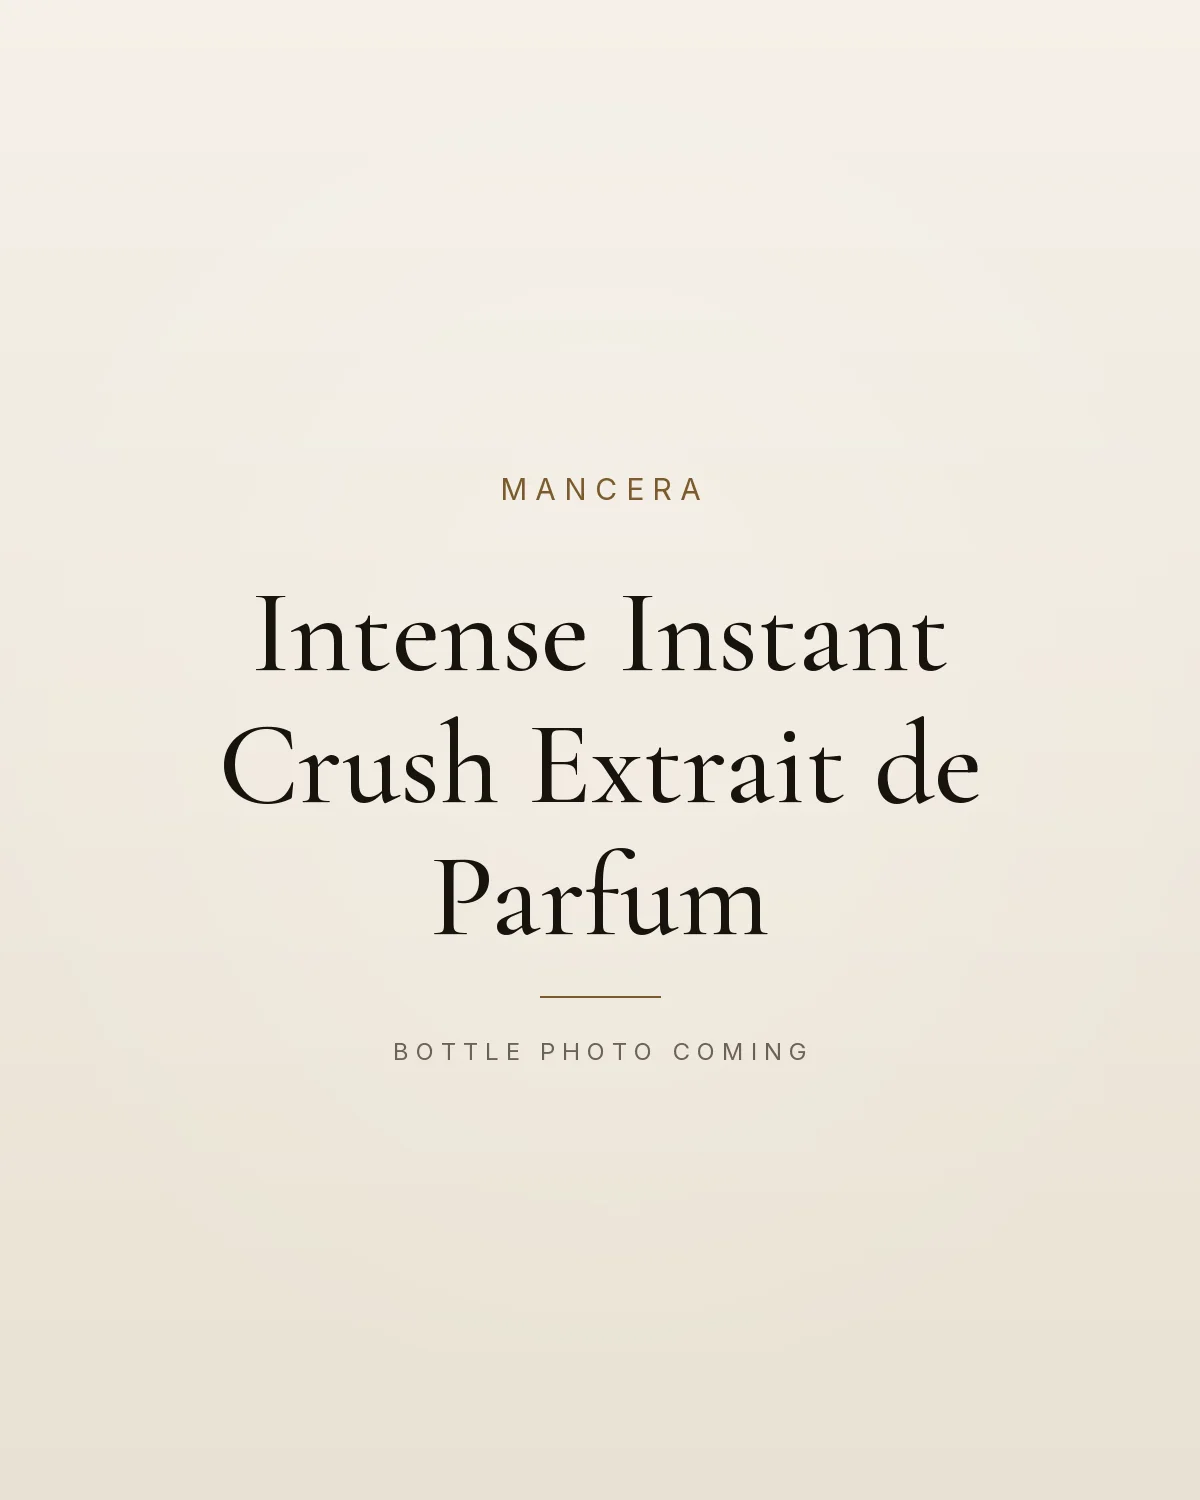 MANCERA
Intense Instant
Crush Extrait de
Parfum
BOTTLE PHOTO COMING